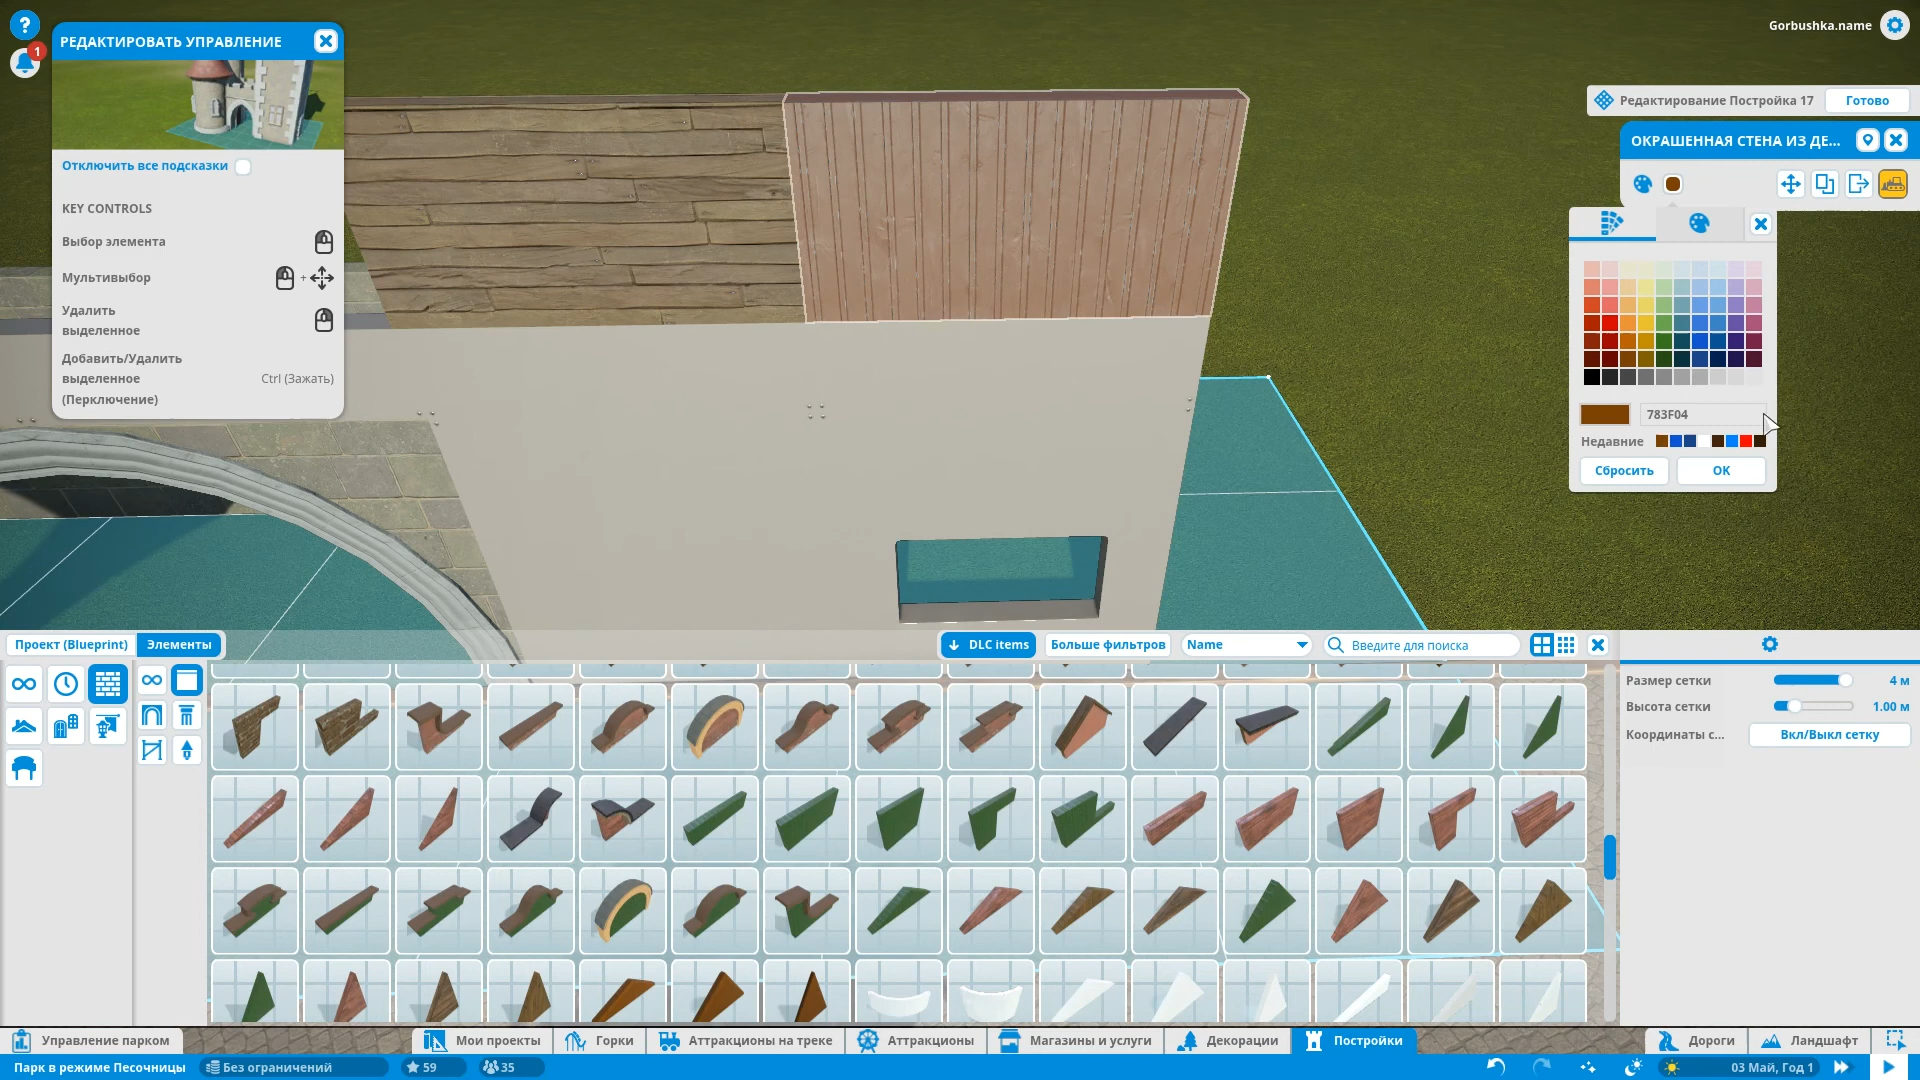 ?
1
РЕДАКТИРОВАТЬ УПРАВЛЕНИЕ
Отключить все подсказки
KEY CONTROLS
Выбор элемента
Мультивыбор
+
Удалить
выделенное
Добавить/Удалить
выделенное
(Переключение)
Ctrl (Зажать)
Gorbushka.name
Редактирование Постройка 17
Готово
ОКРАШЕННАЯ СТЕНА ИЗ ДЕ...
783F04
Недавние
Сбросить
OK
Проект (Blueprint)
Элементы
DLC items
Больше фильтров
Name
Введите для поиска
Размер сетки
4 м
Высота сетки
1.00 м
Координаты с...
Вкл/Выкл сетку
Управление парком
Мои проекты
Горки
Аттракционы на треке
Аттракционы
Магазины и услуги
Декорации
Постройки
Дороги
Ландшафт
Парк в режиме Песочницы
Без ограничений
59
35
03 Май, Год 1